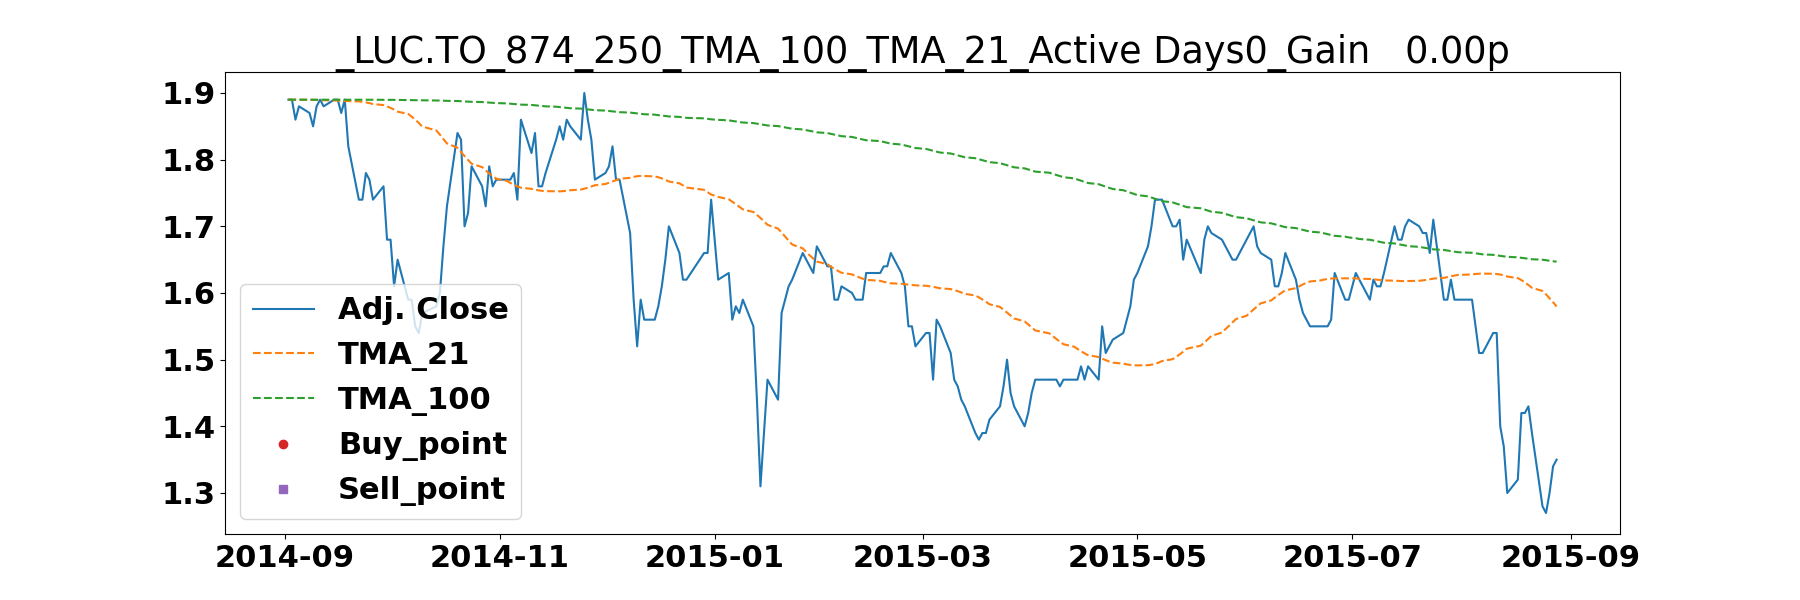 _LUC.TO_874_250_TMA_100_TMA_21_Active Days0_Gain   0.00p
1.9
1.8
1.7
1.6
1.5
1.4
1.3
Adj. Close
TMA_21
TMA_100
Buy_point
Sell_point
2014-09 2014-11 2015-01 2015-03 2015-05 2015-07 2015-09